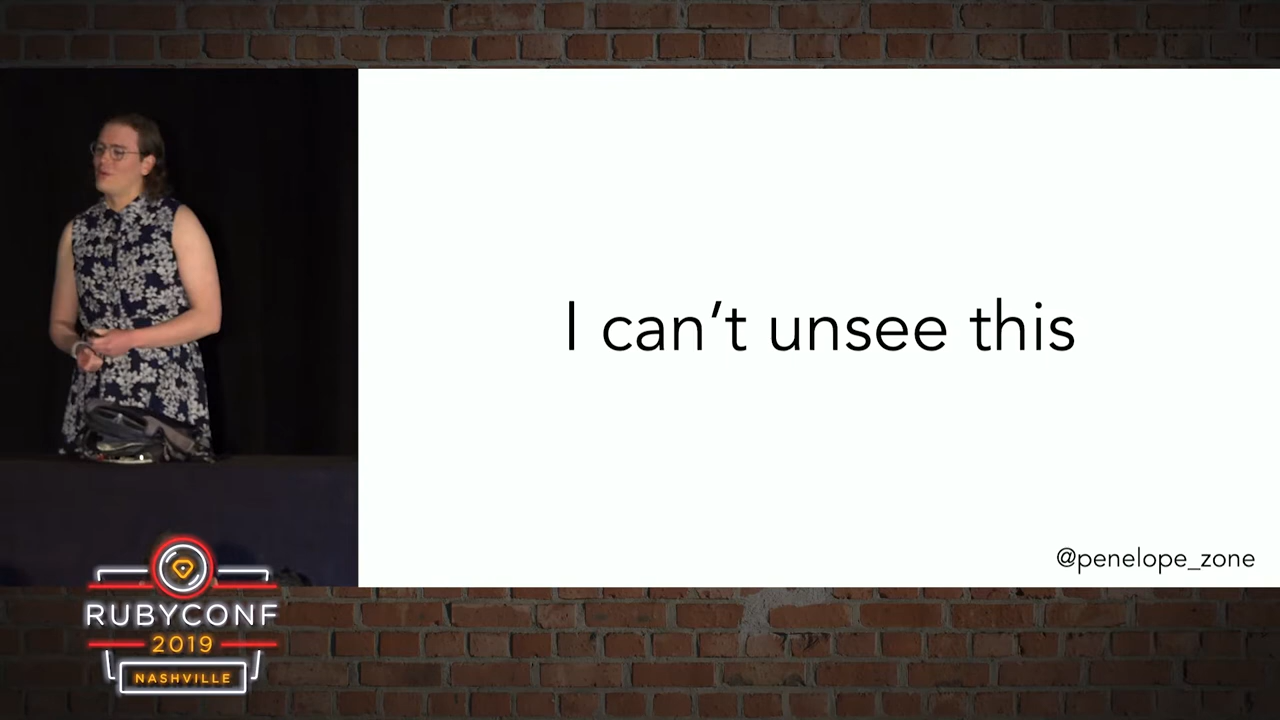 I can’t unsee this
@penelope_zone
RUBYCONF
2019
NASHVILLE